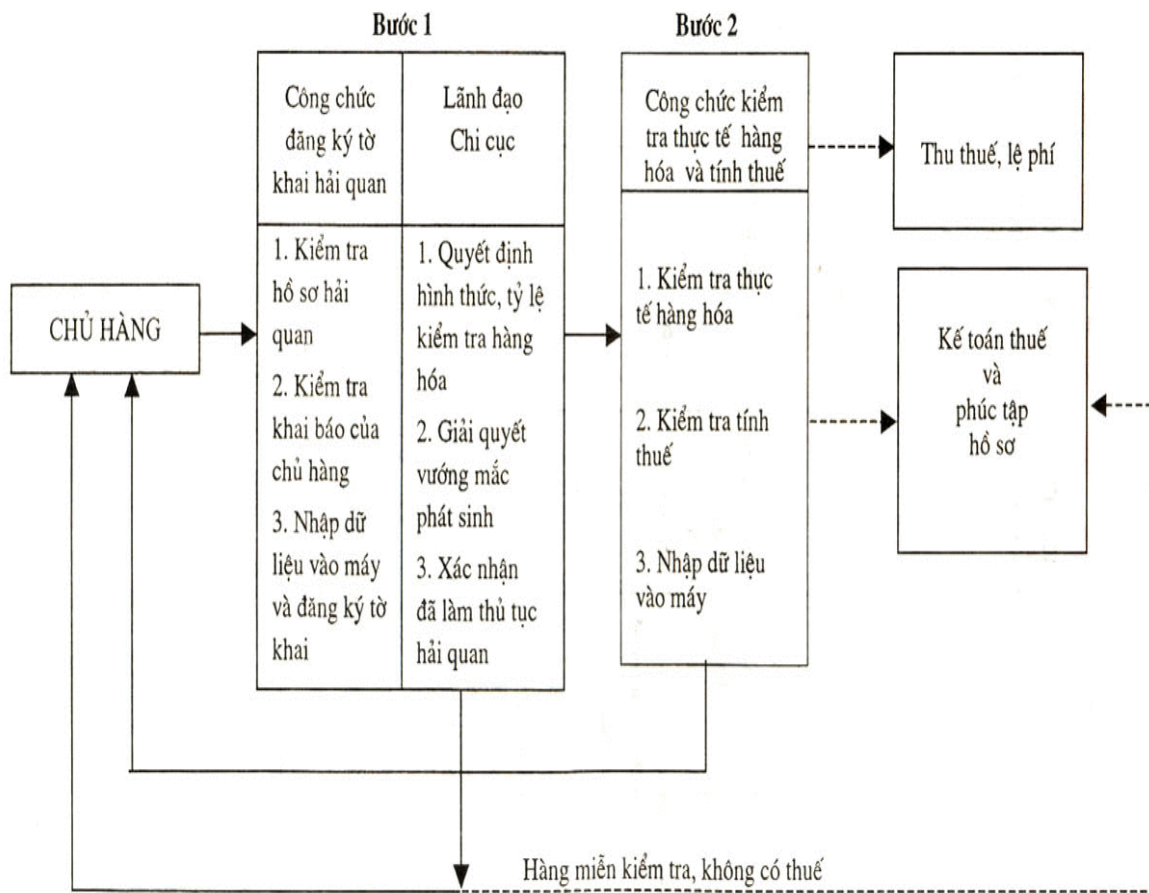 Bước 1
Bước 2
Công chức
đăng ký tờ
khai hải quan
Lãnh đạo
Chi cục
Công chức kiểm
tra thực tế hàng
hóa và tính thuế
Thu thuế, lệ phí
CHỦ HÀNG
1. Kiểm tra
hồ sơ hải
quan
2. Kiểm tra
khai báo của
chủ hàng
3. Nhập dữ
liệu vào máy
và đăng ký tờ
khai
1. Quyết định
hình thức, tỷ lệ
kiểm tra hàng
hóa
2. Giải quyết
vướng mắc
phát sinh
3. Xác nhận
đã làm thủ tục
hải quan
1. Kiểm tra thực
tế hàng hóa
2. Kiểm tra tính
thuế
3. Nhập dữ liệu
vào máy
Kế toán thuế
và
phúc tập
hồ sơ
Hàng miễn kiểm tra, không có thuế